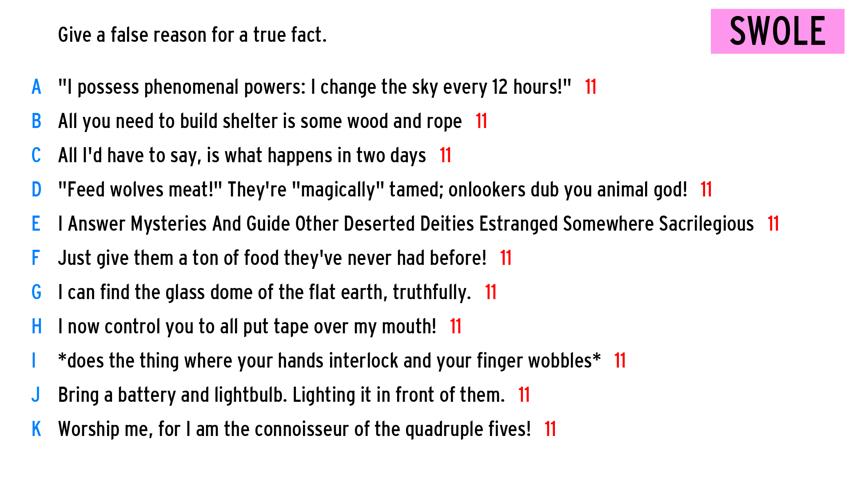 Give a false reason for a true fact.
SWOLE
A "I possess phenomenal powers: I change the sky every 12 hours!" 11
B All you need to build shelter is some wood and rope 11
C All I'd have to say, is what happens in two days 11
D "Feed wolves meat!" They're "magically" tamed; onlookers dub you animal god! 11
E I Answer Mysteries And Guide Other Deserted Deities Estranged Somewhere Sacrilegious 11
F Just give them a ton of food they've never had before! 11
G I can find the glass dome of the flat earth, truthfully. 11
H I now control you to all put tape over my mouth! 11
I *does the thing where your hands interlock and your finger wobbles* 11
J Bring a battery and lightbulb. Lighting it in front of them. 11
K Worship me, for I am the connoisseur of the quadruple fives! 11